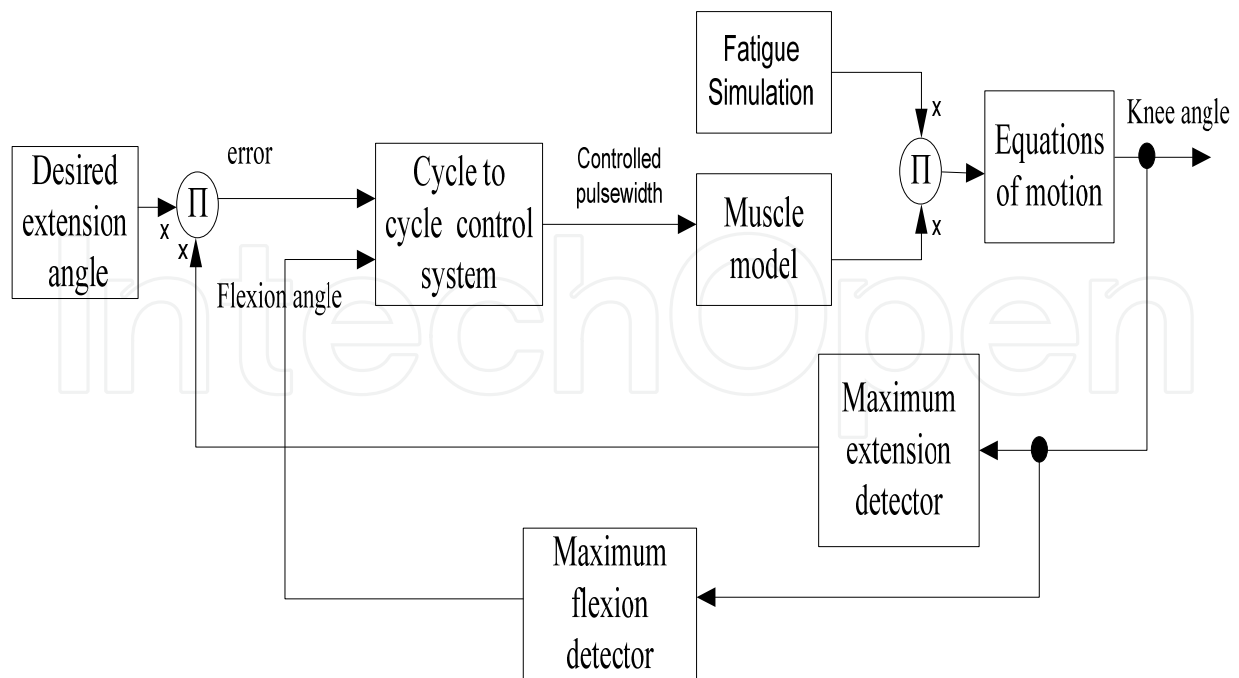 Fatigue
Simulation
x
Knee angle
Equations
of motion
Π
x
Desired
extension
angle
x
Π
x
error
Cycle to
cycle control
system
Controlled
pulsewidth
Muscle
model
Flexion angle
IntechOpen
Maximum
extension
detector
Maximum
flexion
detector